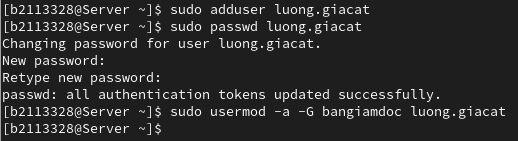 [b2113328@Server ~]$ sudo adduser luong.giacat
[b2113328@Server ~]$ sudo passwd luong.giacat
Changing password for user luong.giacat.
New password:
Retype new password:
passwd: all authentication tokens updated successfully.
[b2113328@Server ~]$ sudo usermod -a -G bangiamdoc luong.giacat
[b2113328@Server ~]$